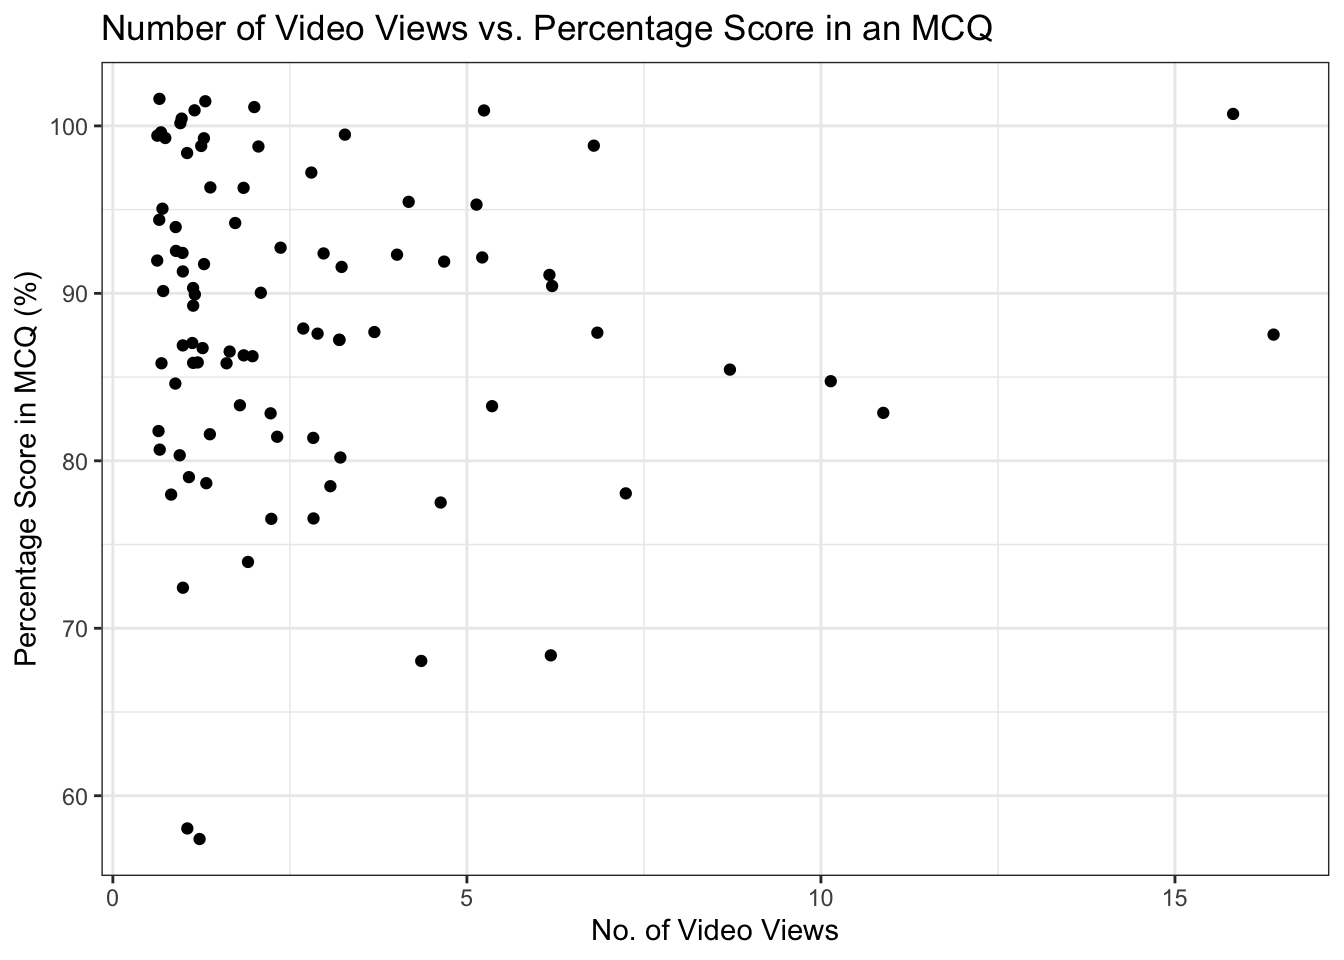 Number of Video Views vs. Percentage Score in an MCQ
Percentage Score in MCQ (%)
100
90
80
70
60
0 5 10 15
No. of Video Views